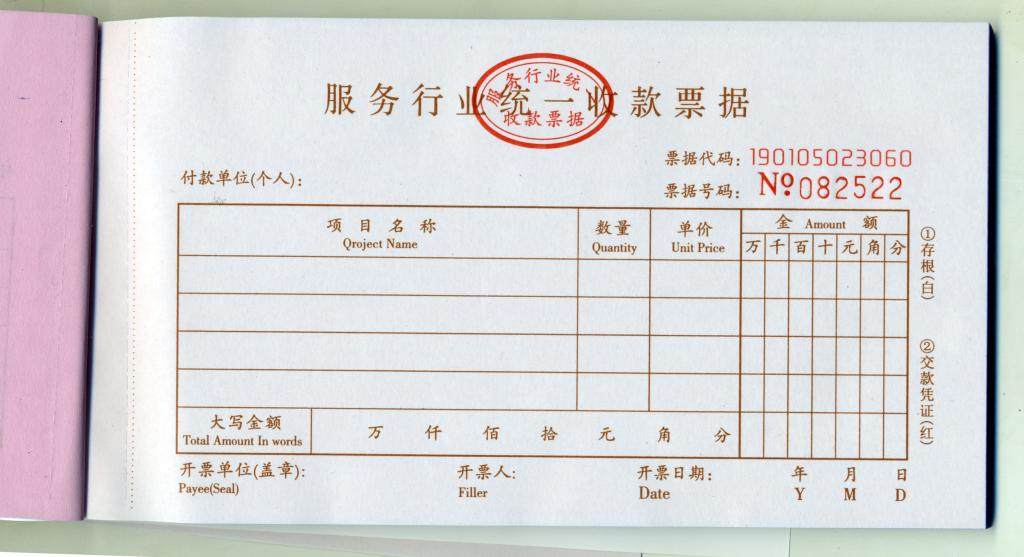 服务行业统一收款票据
服务行业统一
收款票据
票据代码：190105023060
付款单位(个人)：
票据号码：Nº082522
项目名称
Qroject Name
数量
Quantity
单价
Unit Price
金 Amount 额
万 千 百 十 元 角 分
①存根(白)
②交款凭证(红)
大写金额
Total Amount In words
万 仟 佰 拾 元 角 分
开票单位(盖章)：
Payee(Seal)
开票人：
Filler
开票日期： 年 月 日
Date Y M D